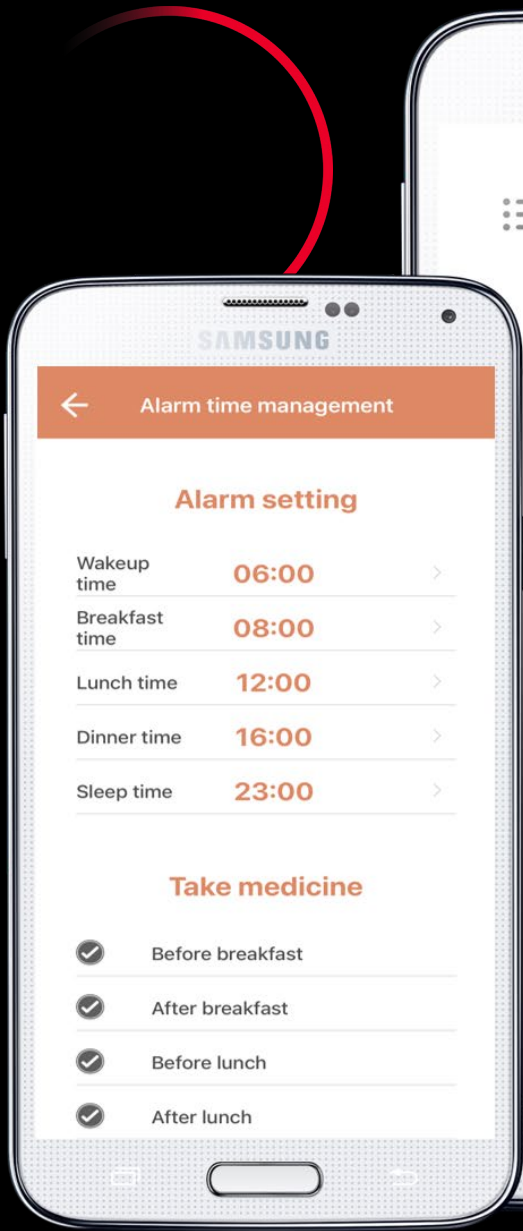 SAMSUNG
Alarm time management
Alarm setting
Wakeup
time
06:00
Breakfast
time
08:00
Lunch time
12:00
Dinner time
16:00
Sleep time
23:00
Take medicine
Before breakfast
After breakfast
Before lunch
After lunch